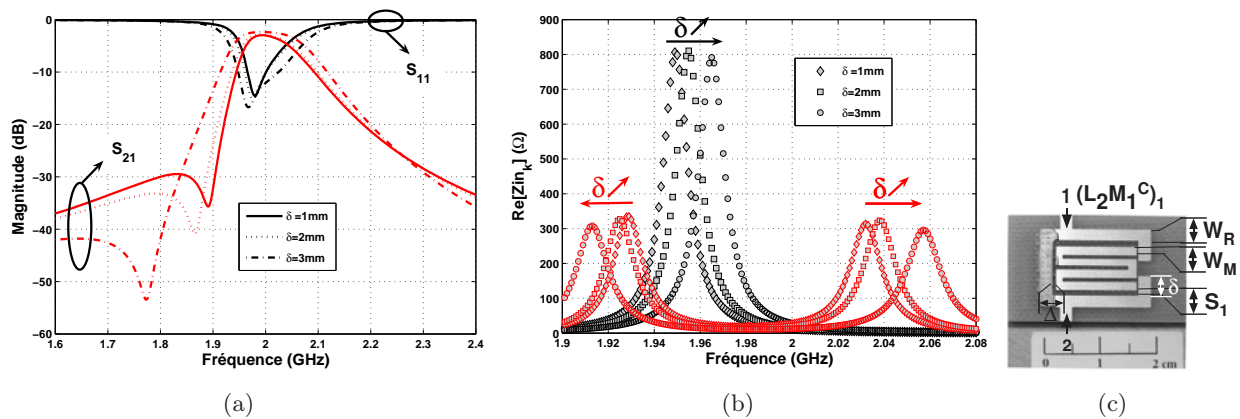 0
−10
−20
−30
−40
−50
−60
Magnitude (dB)
1.6 1.7 1.8 1.9 2 2.1 2.2 2.3 2.4
Fréquence (GHz)
S11
S21
δ =1mm
δ=2mm
δ=3mm
(a)
900
800
700
600
500
400
300
200
100
0
Re[Zin_k] (Ω)
1.9 1.92 1.94 1.96 1.98 2 2.02 2.04 2.06 2.08
Fréquence (GHz)
δ
δ
δ
δ =1mm
δ=2mm
δ=3mm
(b)
1 (L2M1^C)1
WR
WM
δ
S1
Δ
2
0 1 2 cm
(c)